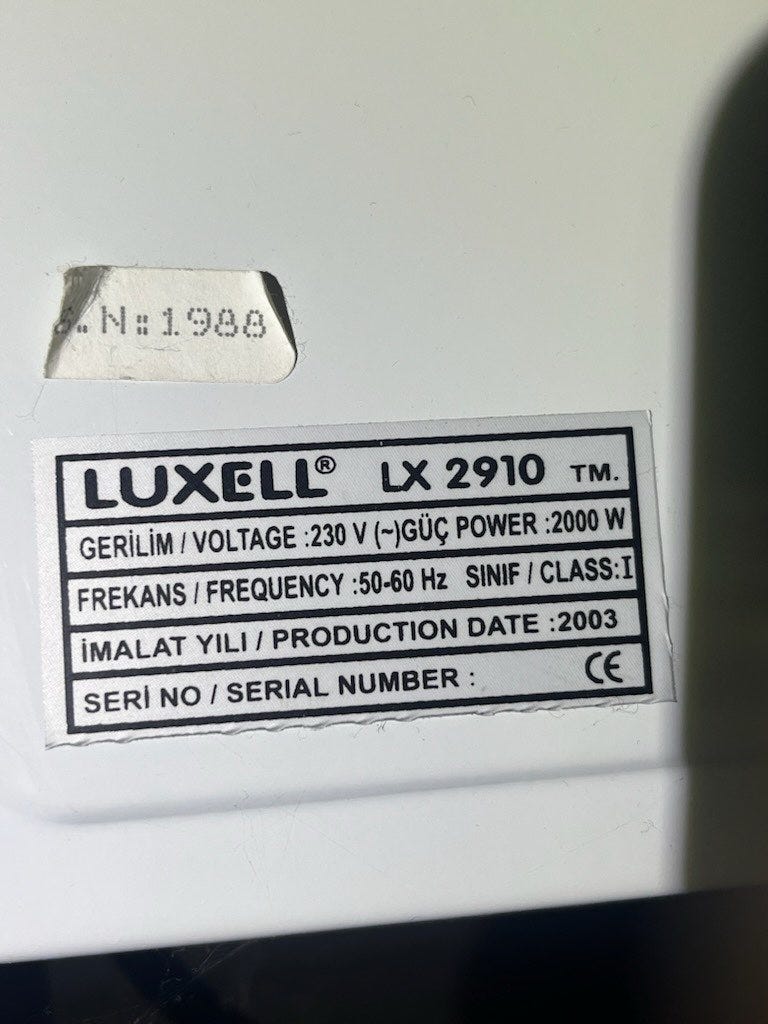 S.N:1988
LUXELL® LX 2910 TM.
GERİLİM / VOLTAGE :230 V (~)GÜÇ POWER :2000 W
FREKANS / FREQUENCY :50-60 Hz SINIF / CLASS:I
İMALAT YILI / PRODUCTION DATE :2003
SERİ NO / SERIAL NUMBER : CE